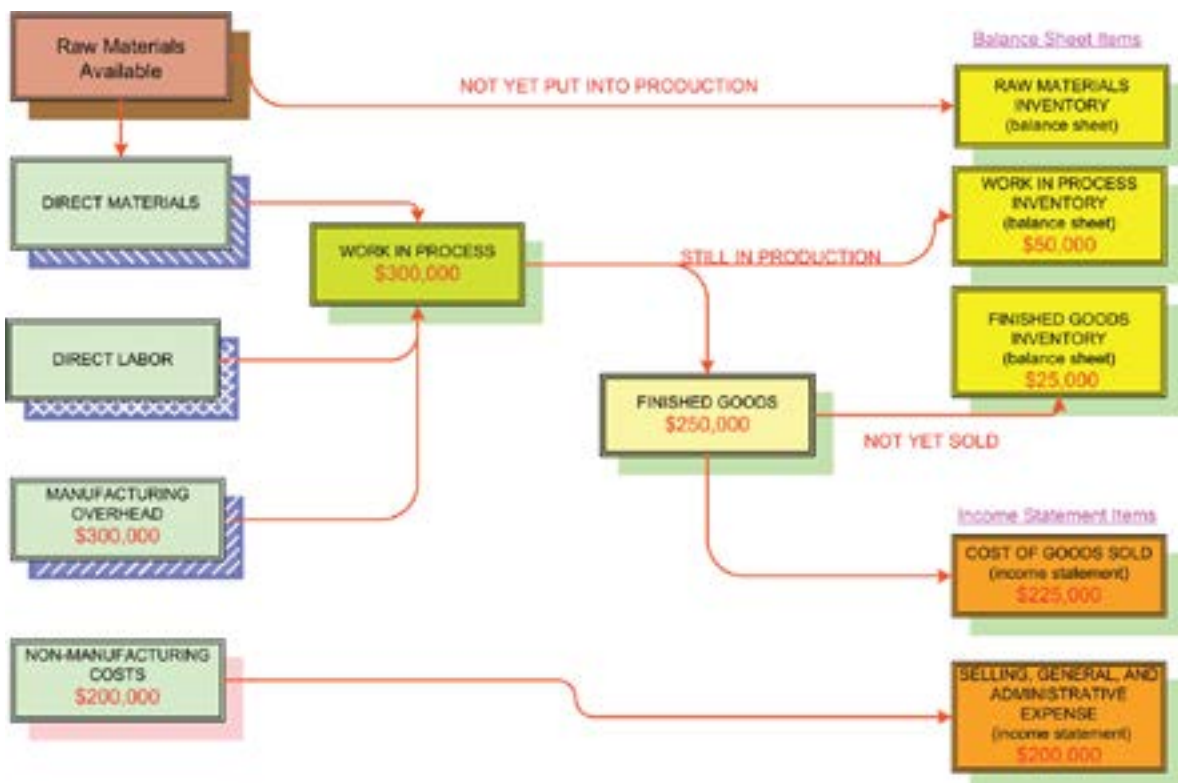 Raw Materials
Available
Balance Sheet Items
NOT YET PUT INTO PRODUCTION
RAW MATERIALS
INVENTORY
(balance sheet)
DIRECT MATERIALS
WORK IN PROCESS
INVENTORY
(balance sheet)
$50,000
WORK IN PROCESS
$300,000
STILL IN PRODUCTION
DIRECT LABOR
FINISHED GOODS
INVENTORY
(balance sheet)
$25,000
FINISHED GOODS
$250,000
NOT YET SOLD
MANUFACTURING
OVERHEAD
$300,000
Income Statement Items
COST OF GOODS SOLD
(income statement)
$225,000
NON-MANUFACTURING
COSTS
$200,000
SELLING, GENERAL, AND
ADMINISTRATIVE
EXPENSE
(income statement)
$200,000